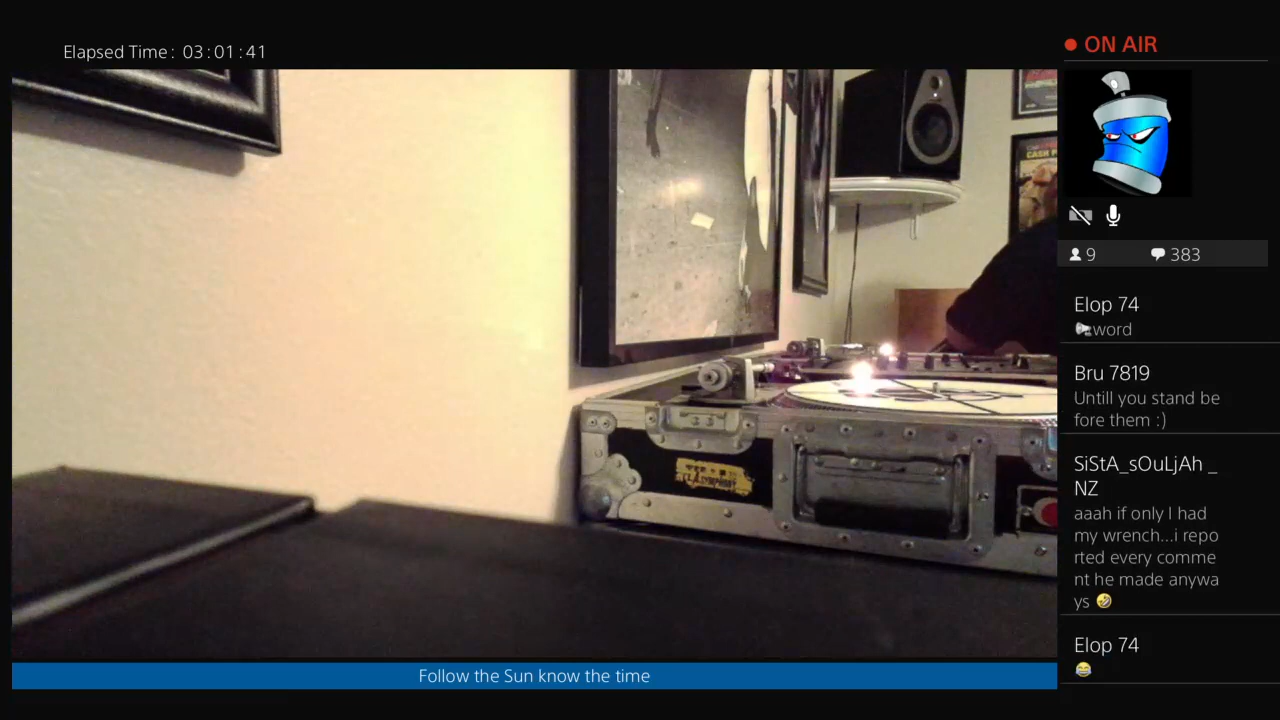 Elapsed Time: 03:01:41
ON AIR
9 383
Elop 74
word
Bru 7819
Untill you stand be
fore them :)
SiStA_sOuLjAh _
NZ
aaah if only I had
my wrench...i repo
rted every comme
nt he made anywa
ys 🤣
Elop 74
😂
CASH
Follow the Sun know the time